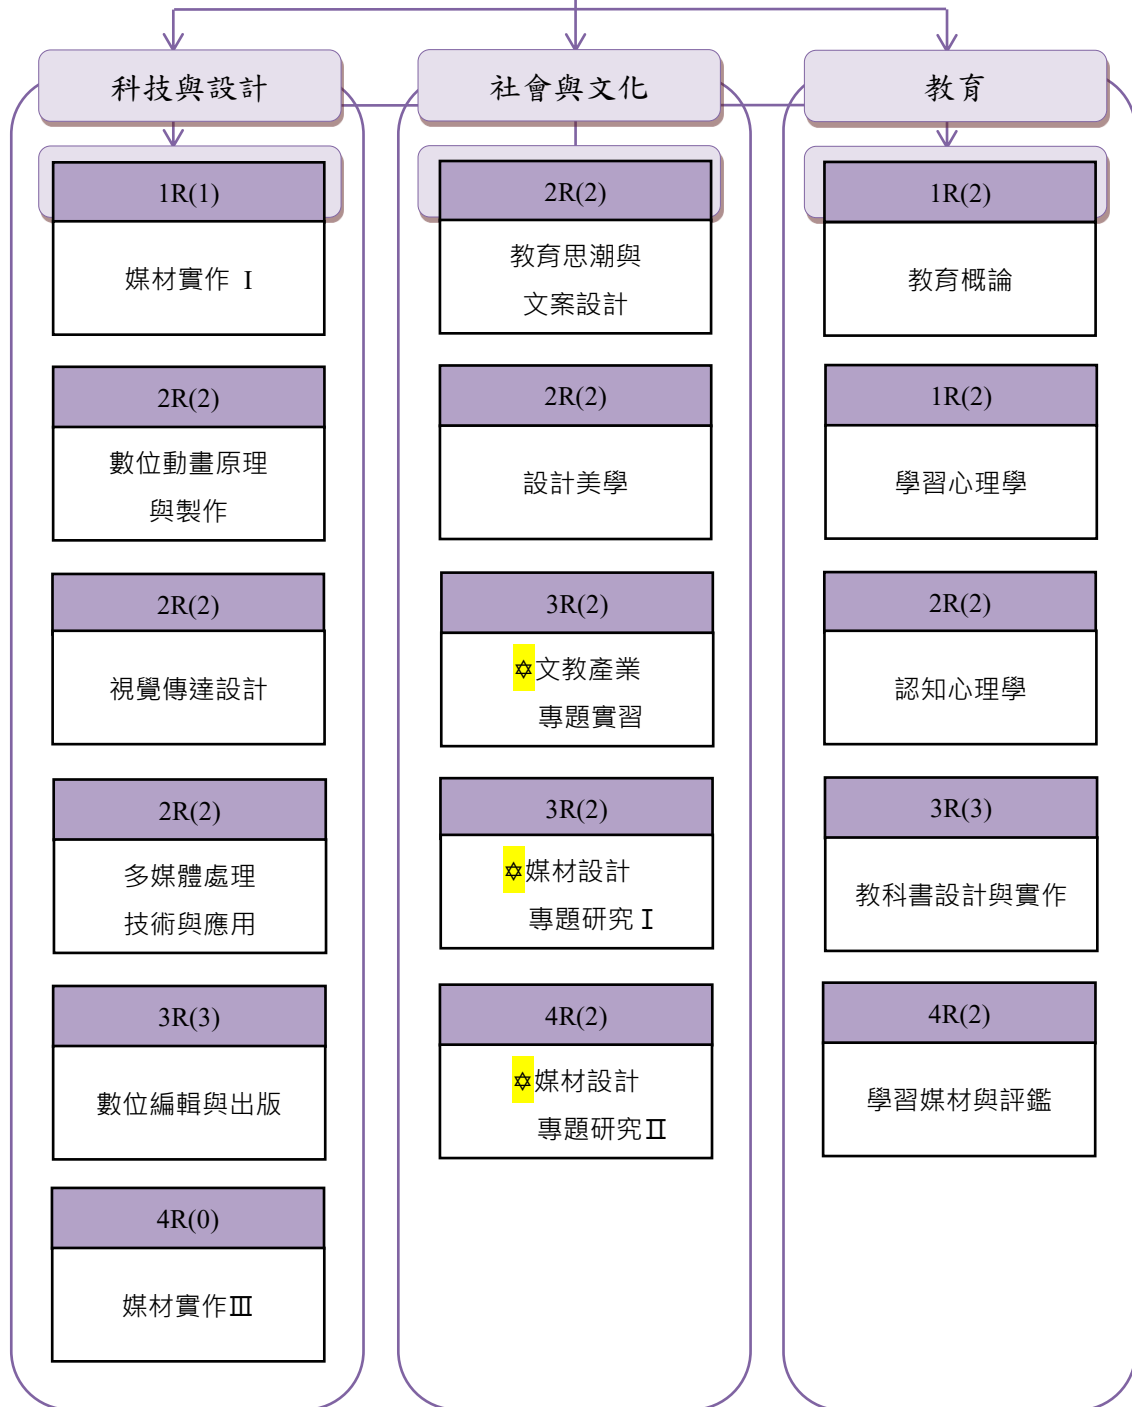 科技與設計
1R(1)
媒材實作 I
2R(2)
數位動畫原理
與製作
2R(2)
視覺傳達設計
2R(2)
多媒體處理
技術與應用
3R(3)
數位編輯與出版
4R(0)
媒材實作Ⅲ
社會與文化
2R(2)
教育思潮與
文案設計
2R(2)
設計美學
3R(2)
✡文教產業
專題實習
3R(2)
✡媒材設計
專題研究Ⅰ
4R(2)
✡媒材設計
專題研究Ⅱ
教育
1R(2)
教育概論
1R(2)
學習心理學
2R(2)
認知心理學
3R(3)
教科書設計與實作
4R(2)
學習媒材與評鑑